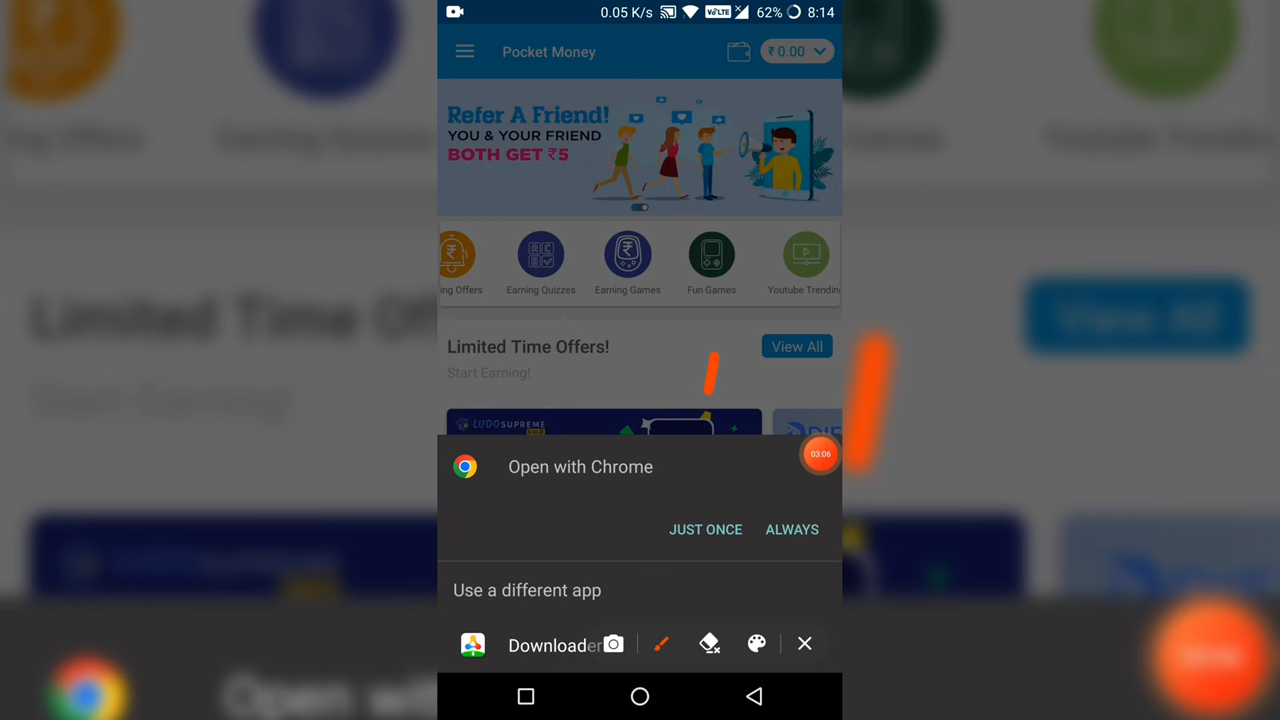 0.05 K/s VoLTE 62% 8:14
Pocket Money ₹ 0.00
Refer A Friend!
YOU & YOUR FRIEND
BOTH GET ₹5
ing Offers Earning Quizzes Earning Games Fun Games Youtube Trendin
Limited Time Offers! View All
Start Earning!
LUDO SUPREME
GOLD
Open with Chrome 03:06
JUST ONCE ALWAYS
Use a different app
Downloader